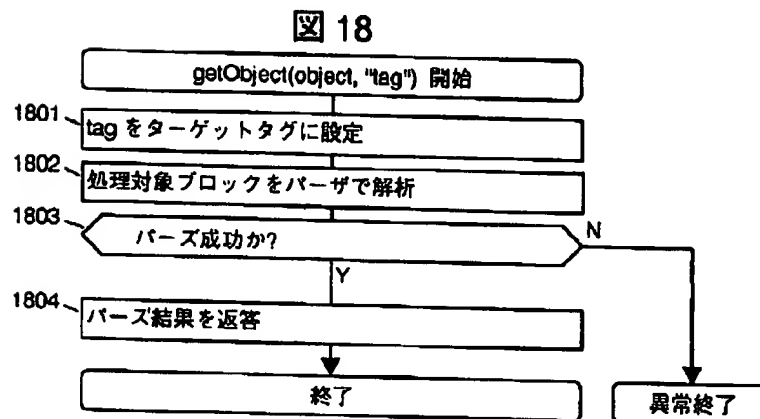 図 18
getObject(object, "tag") 開始
1801
tag をターゲットタグに設定
1802
処理対象ブロックをパーザで解析
1803
パーズ成功か?
N
Y
1804
パーズ結果を返答
終了
異常終了